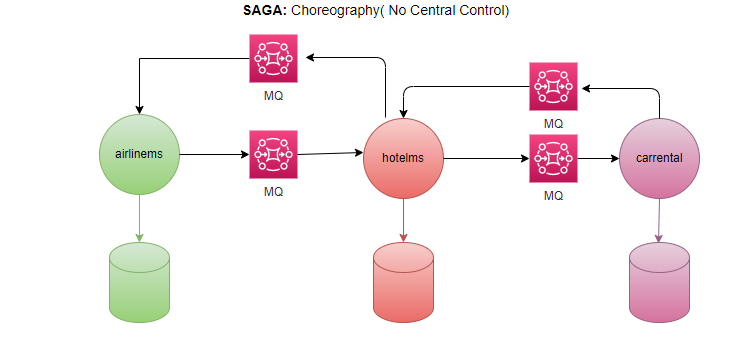 SAGA: Choreography( No Central Control)
MQ
MQ
airlinems
hotelms
carrental
MQ
MQ